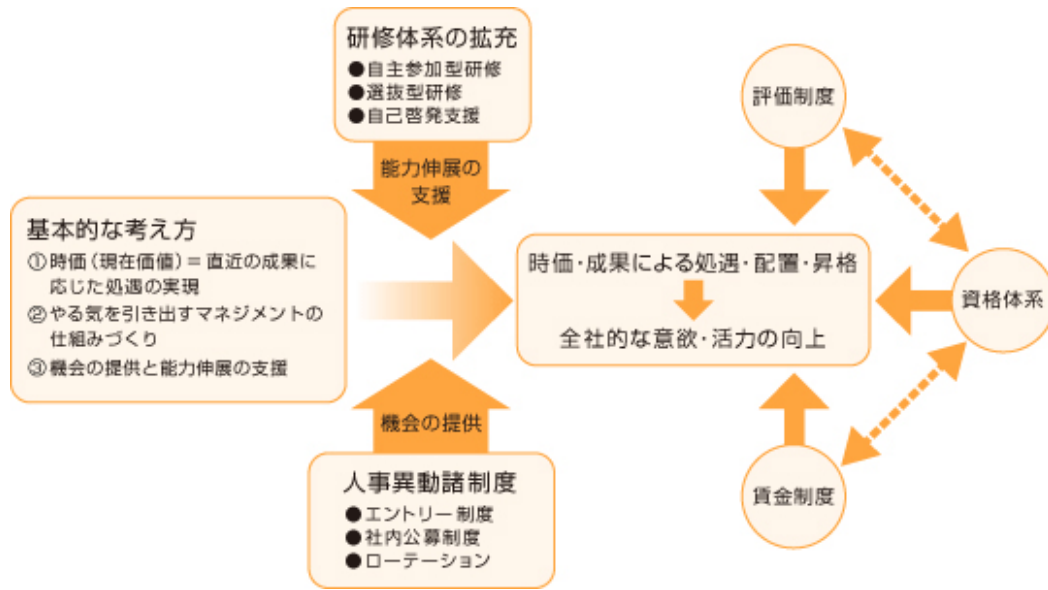 研修体系の拡充
●自主参加型研修
●選抜型研修
●自己啓発支援
能力伸展の
支援
基本的な考え方
①時価(現在価値)=直近の成果に
応じた処遇の実現
②やる気を引き出すマネジメントの
仕組みづくり
③機会の提供と能力伸展の支援
機会の提供
人事異動諸制度
●エントリー制度
●社内公募制度
●ローテーション
時価・成果による処遇・配置・昇格
全社的な意欲・活力の向上
評価制度
資格体系
賃金制度